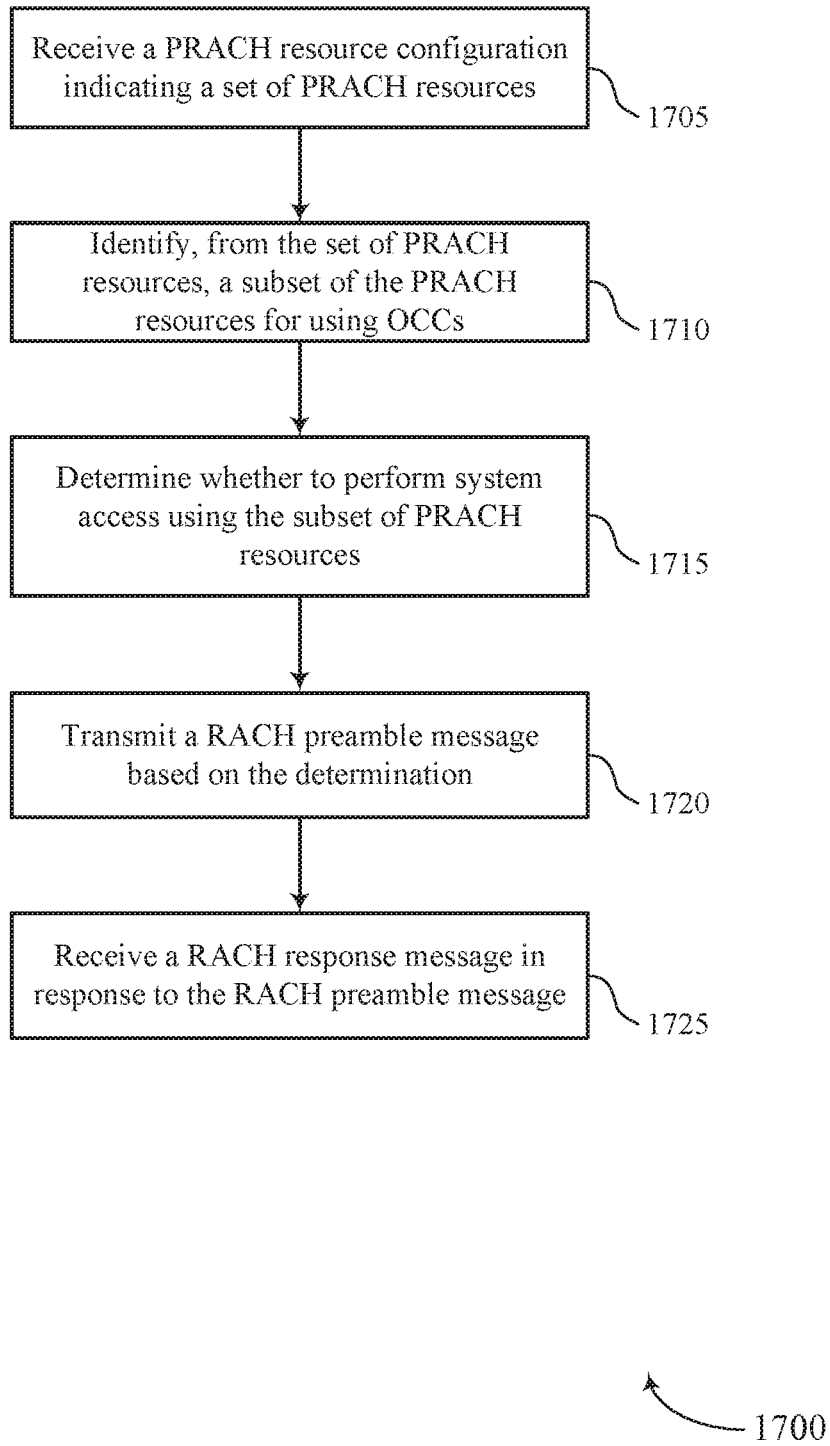 Receive a PRACH resource configuration
indicating a set of PRACH resources
1705
Identify, from the set of PRACH
resources, a subset of the PRACH
resources for using OCCs
1710
Determine whether to perform system
access using the subset of PRACH
resources
1715
Transmit a RACH preamble message
based on the determination
1720
Receive a RACH response message in
response to the RACH preamble message
1725
1700